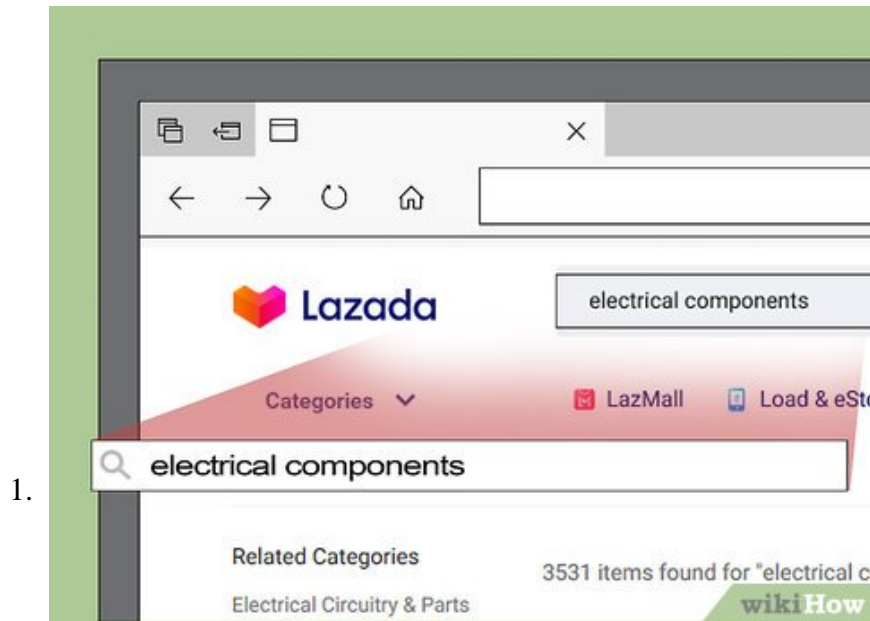 Lazada
electrical components
Categories
LazMall
Load & eSto
electrical components
1.
Related Categories
3531 items found for "electrical c
Electrical Circuitry & Parts
wikiHow